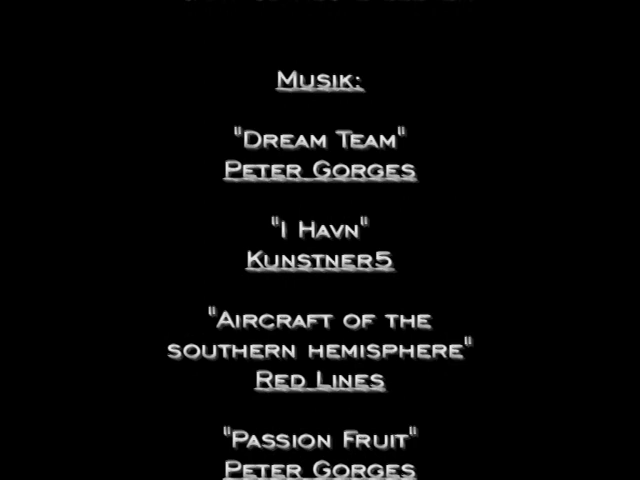 Musik:
"Dream Team"
Peter Gorges
"I Havn"
Kunstner5
"Aircraft of the
southern hemisphere"
Red Lines
"Passion Fruit"
Peter Gorges